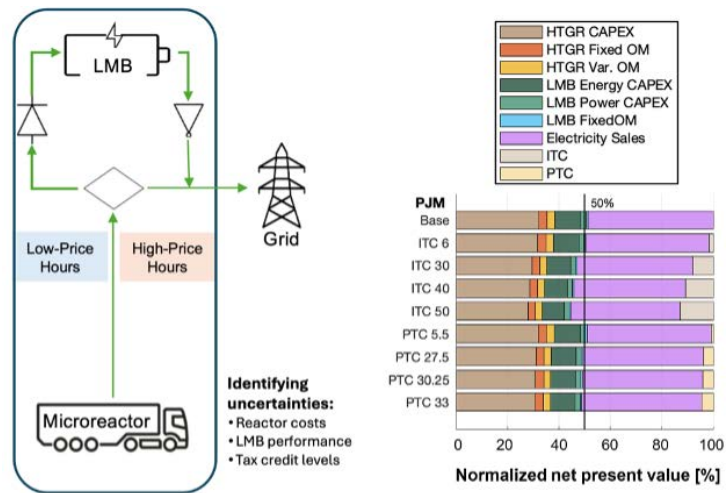 LMB
Grid
Low-Price
Hours
High-Price
Hours
Microreactor
Identifying
uncertainties:
• Reactor costs
• LMB performance
• Tax credit levels
HTGR CAPEX
HTGR Fixed OM
HTGR Var. OM
LMB Energy CAPEX
LMB Power CAPEX
LMB FixedOM
Electricity Sales
ITC
PTC
PJM
50%
Base
ITC 6
ITC 30
ITC 40
ITC 50
PTC 5.5
PTC 27.5
PTC 30.25
PTC 33
0 20 40 60 80 100
Normalized net present value [%]